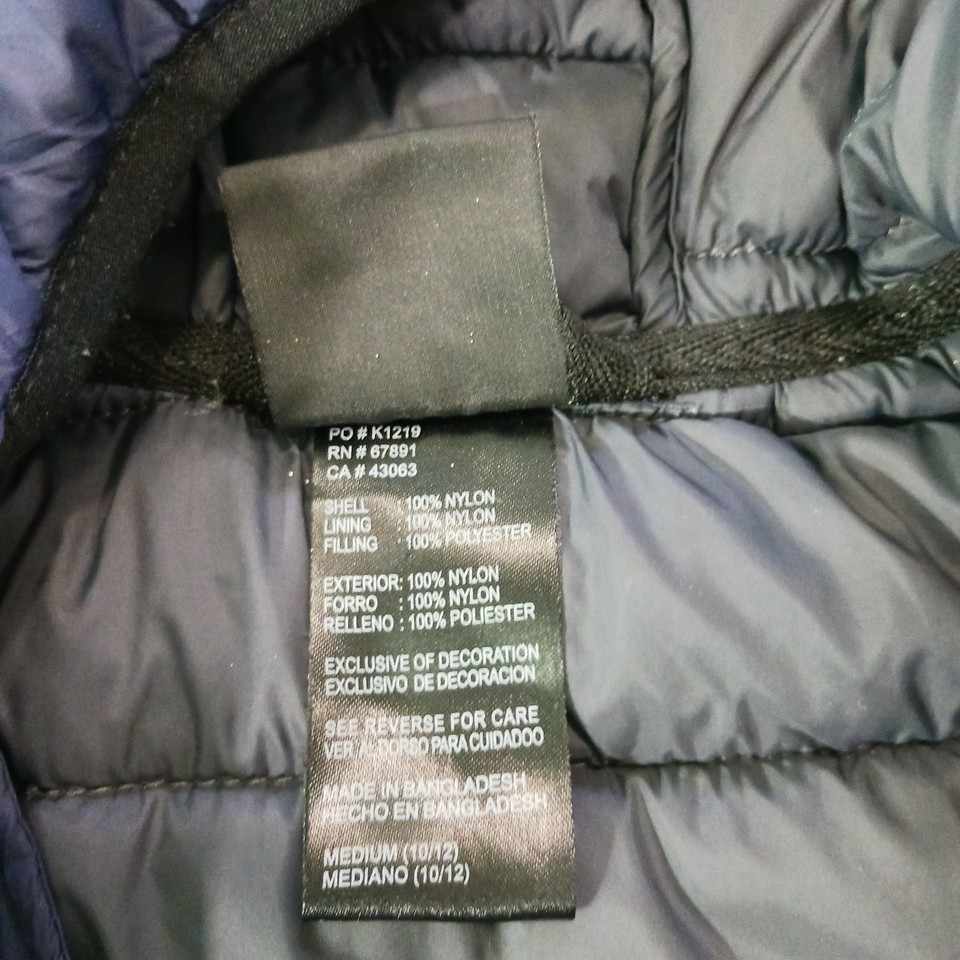 PO # K1219
RN # 67891
CA # 43063
SHELL : 100% NYLON
LINING : 100% NYLON
FILLING : 100% POLYESTER
EXTERIOR: 100% NYLON
FORRO : 100% NYLON
RELLENO : 100% POLIESTER
EXCLUSIVE OF DECORATION
EXCLUSIVO DE DECORACION
SEE REVERSE FOR CARE
VER AL DORSO PARA CUIDADOO
MADE IN BANGLADESH
HECHO EN BANGLADESH
MEDIUM (10/12)
MEDIANO (10/12)